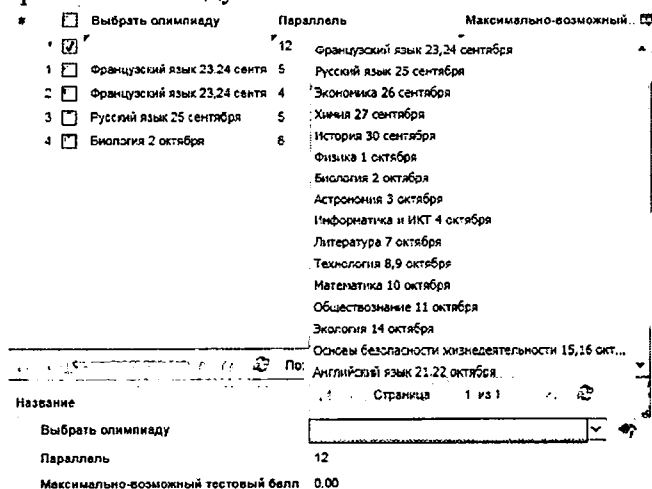 Выбрать олимпиаду Параллель Максимально-возможный..
* 12
1 Французский язык 23.24 сентя 5
2 Французский язык 23,24 сентя 4
3 Русский язык 25 сентября 5
4 Биология 2 октября 6
Французский язык 23,24 сентября
Русский язык 25 сентября
Экономика 26 сентября
Химия 27 сентября
История 30 сентября
Физика 1 октября
Биология 2 октября
Астрономия 3 октября
Информатика и ИКТ 4 октября
Литература 7 октября
Технология 8,9 октября
Математика 10 октября
Обществознание 11 октября
Экология 14 октября
Основы безопасности жизнедеятельности 15,16 окт...
Английский язык 21.22 октября
Страница 1 из 1
Название
Выбрать олимпиаду
Параллель 12
Максимально-возможный тестовый балл 0,00